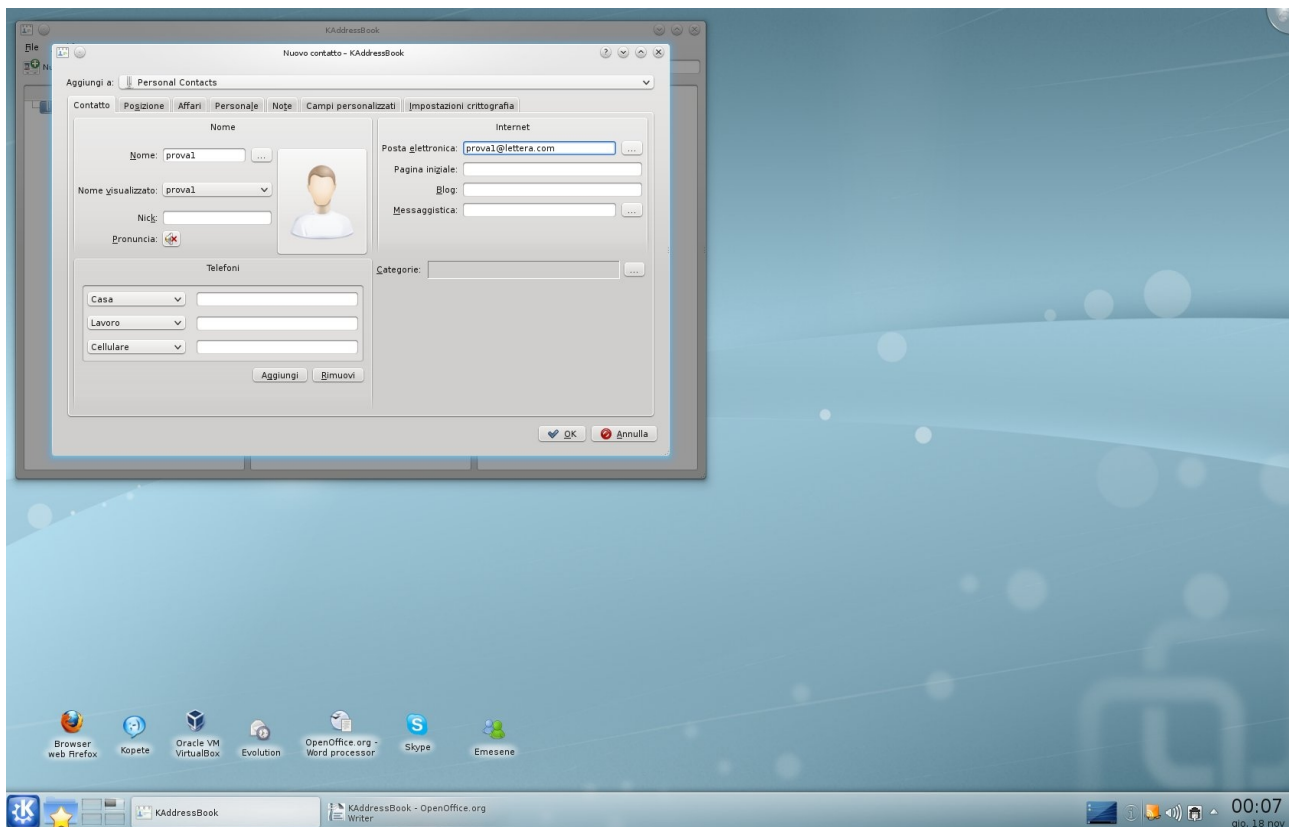 KAddressBook
File
Nuovo contatto – KAddressBook
Aggiungi a: Personal Contacts
Contatto Posizione Affari Personale Note Campi personalizzati Impostazioni crittografia
Nome
Nome: prova1 ...
Nome visualizzato: prova1
Nick:
Pronuncia:
Internet
Posta elettronica: prova1@lettera.com ...
Pagina iniziale:
Blog:
Messaggistica: ...
Telefoni
Casa
Lavoro
Cellulare
Aggiungi Rimuovi
Categorie: ...
OK Annulla
Browser
web Firefox
Kopete
Oracle VM
VirtualBox
Evolution
OpenOffice.org -
Word processor
Skype
Emesene
KAddressBook
KAddressBook - OpenOffice.org
Writer
00:07
gio. 18 nov